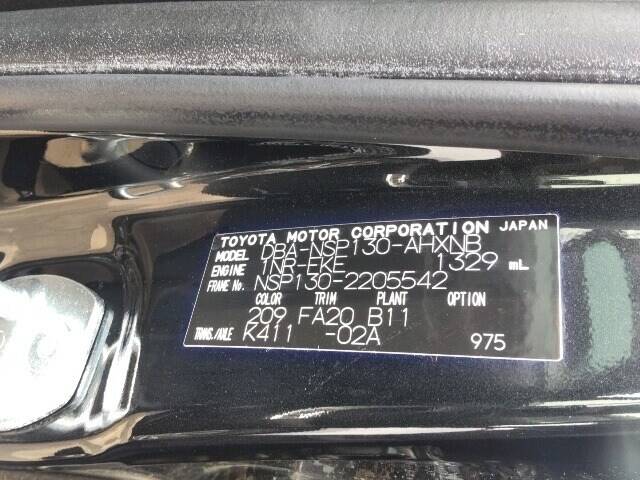 TOYOTA MOTOR CORPORATION JAPAN
MODEL DBA-NSP130-AHXNB
ENGINE 1NR-FKE 1329 mL
FRAME No. NSP130-2205542
COLOR TRIM PLANT OPTION
209 FA20 B11
TRANS./AXLE K411 -02A 975